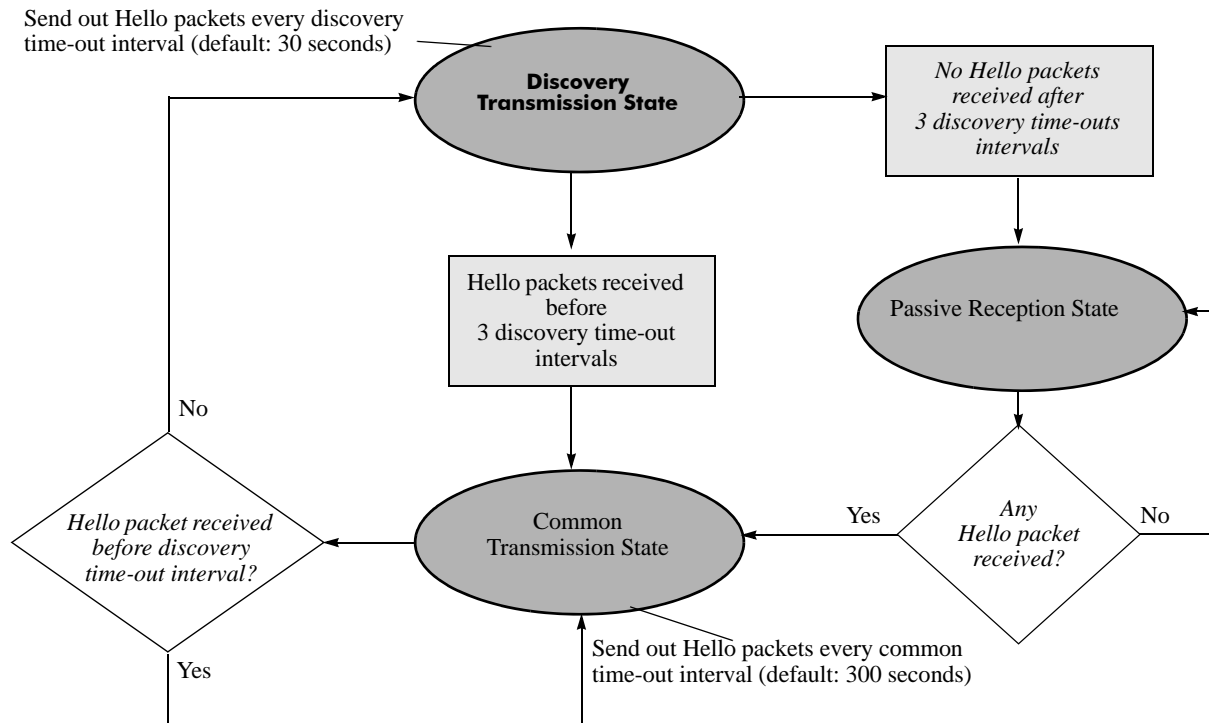 Send out Hello packets every discovery
time-out interval (default: 30 seconds)
Discovery
Transmission State
No Hello packets
received after
3 discovery time-outs
intervals
Hello packets received
before
3 discovery time-out
intervals
Passive Reception State
No
Hello packet received
before discovery
time-out interval?
Common
Transmission State
Yes
Any
Hello packet
received?
No
Yes
Send out Hello packets every common
time-out interval (default: 300 seconds)